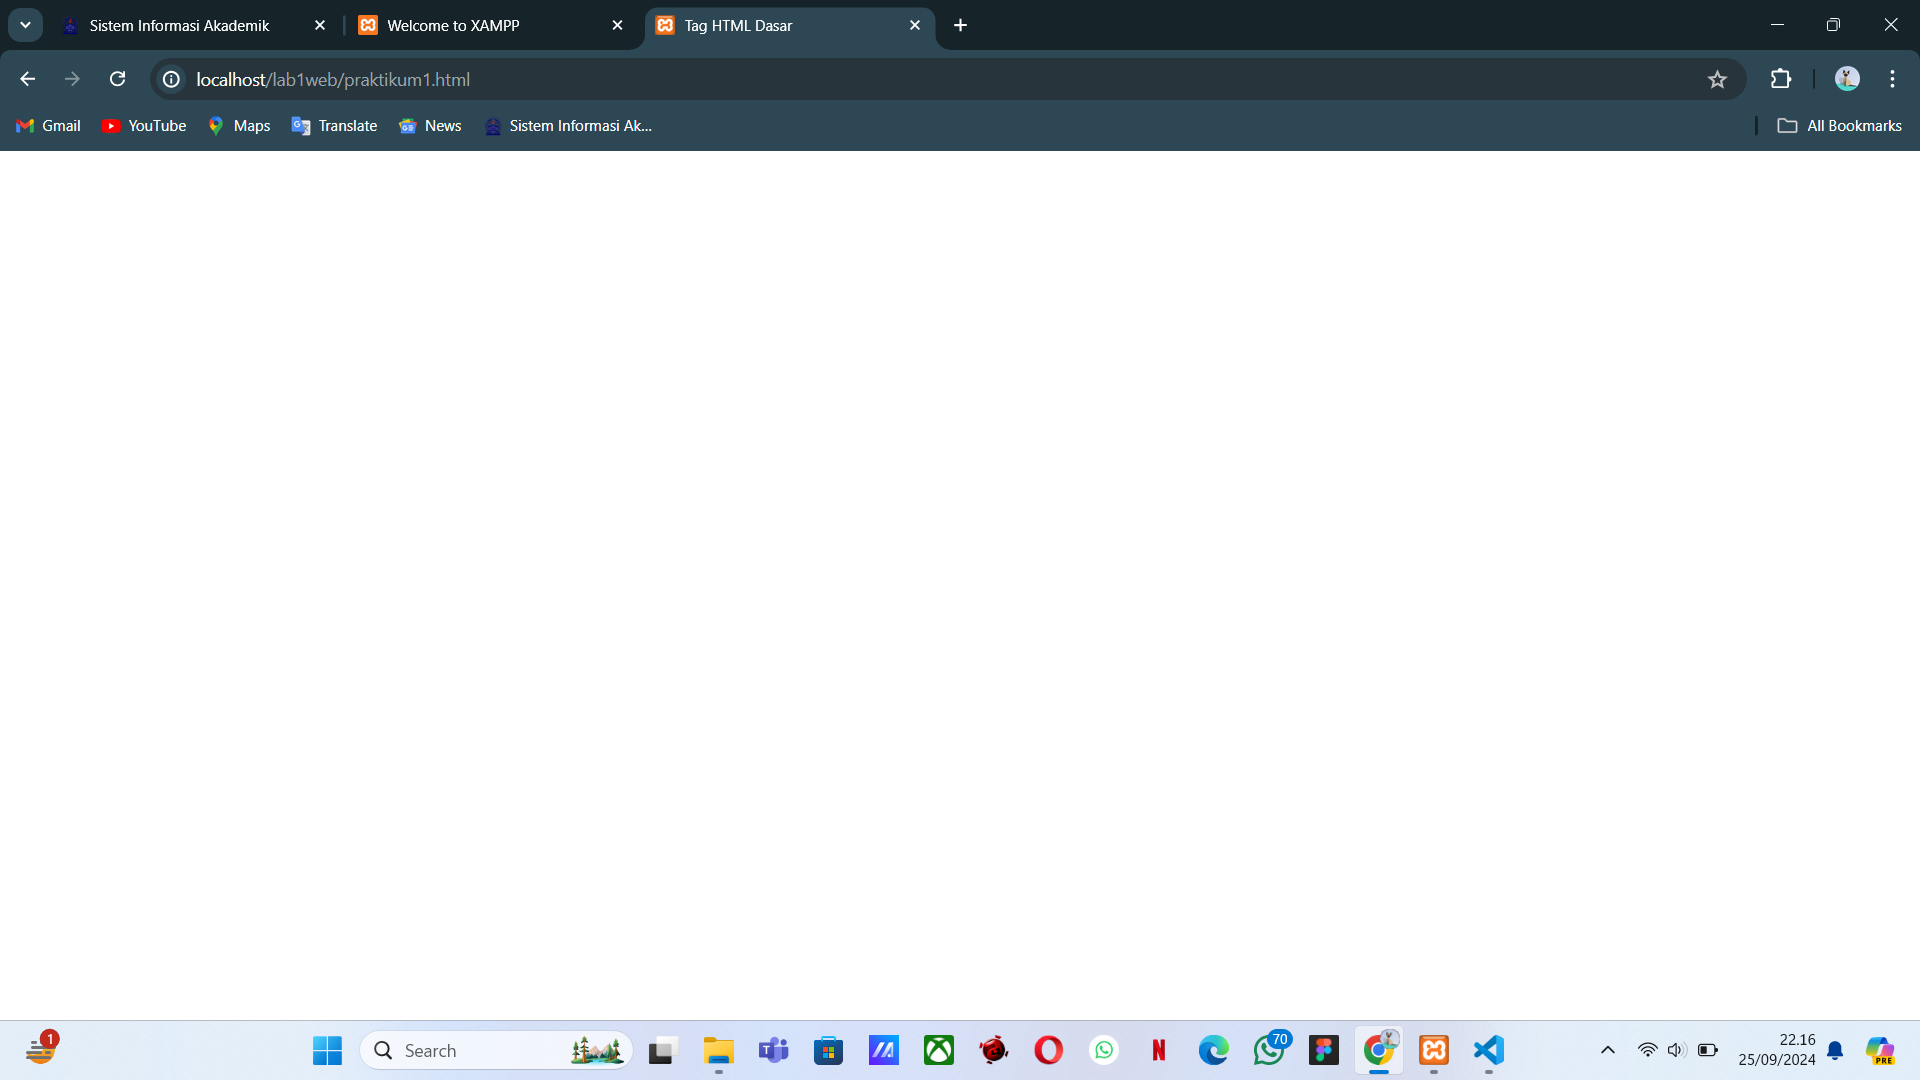 Sistem Informasi Akademik
Welcome to XAMPP
Tag HTML Dasar
localhost/lab1web/praktikum1.html
Gmail
YouTube
Maps
Translate
News
Sistem Informasi Ak...
All Bookmarks
1
Search
70
22.16
25/09/2024
PRE